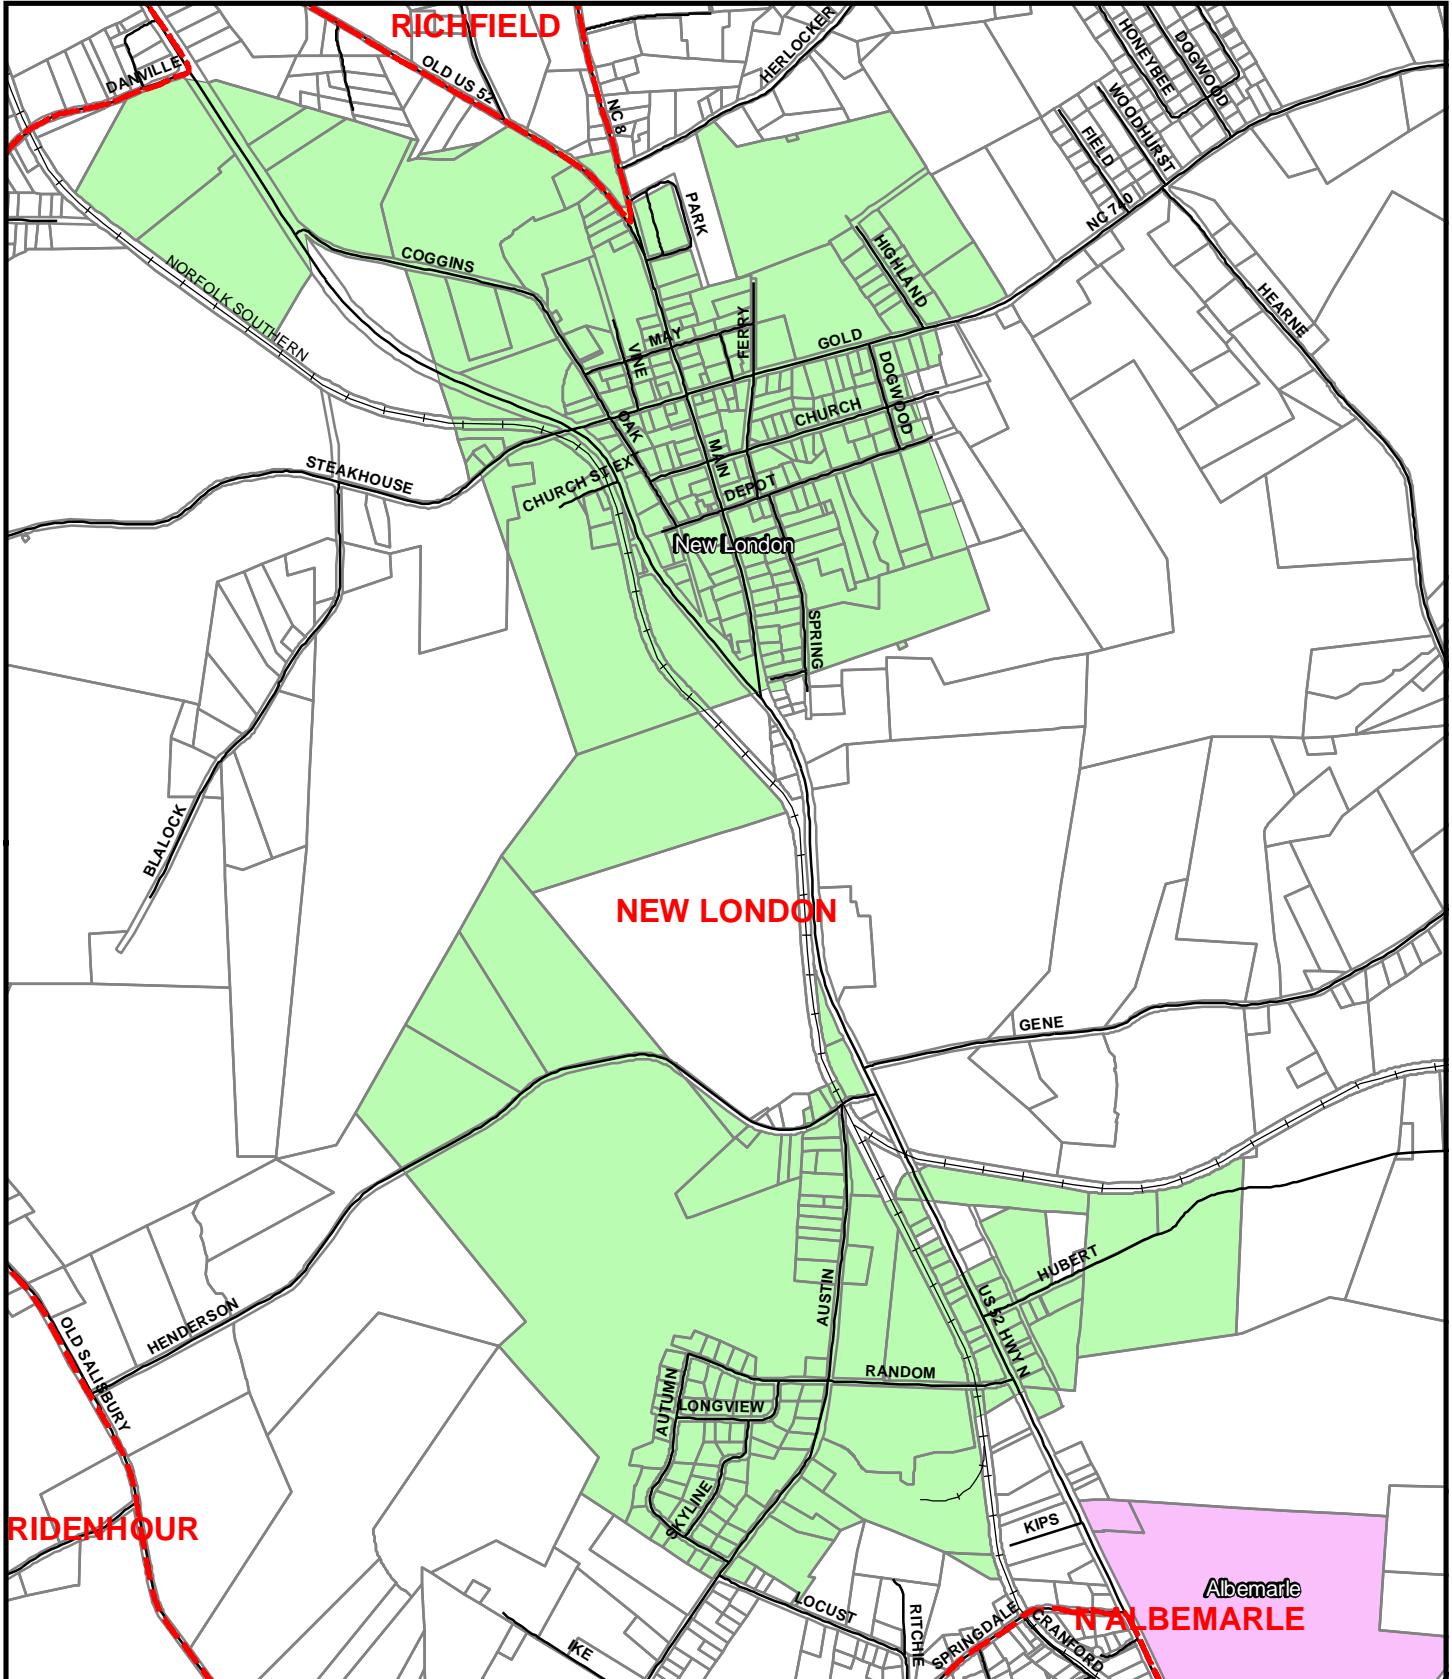 RICHFIELD
HERLOCKER
HONEYBEE
DOGWOOD
DANVILLE
OLD US 52
NC 8
WOODHURST
FIELD
PARK
NC 740
COGGINS
HIGHLAND
NORFOLK SOUTHERN
HEARNE
MAY
FERRY
GOLD
VINE
DOGWOOD
CHURCH
OAK
MAIN
STEAKHOUSE
CHURCH ST EX
DEPOT
New London
SPRING
BLALOCK
NEW LONDON
GENE
HUBERT
AUSTIN
US 52 HWY N
HENDERSON
OLD SALISBURY
RANDOM
AUTUMN
LONGVIEW
SKYLINE
KIPS
RIDENHOUR
Albemarle
N ALBEMARLE
LOCUST
RITCHIE
SPRINGDALE
CRANFORD
IKE